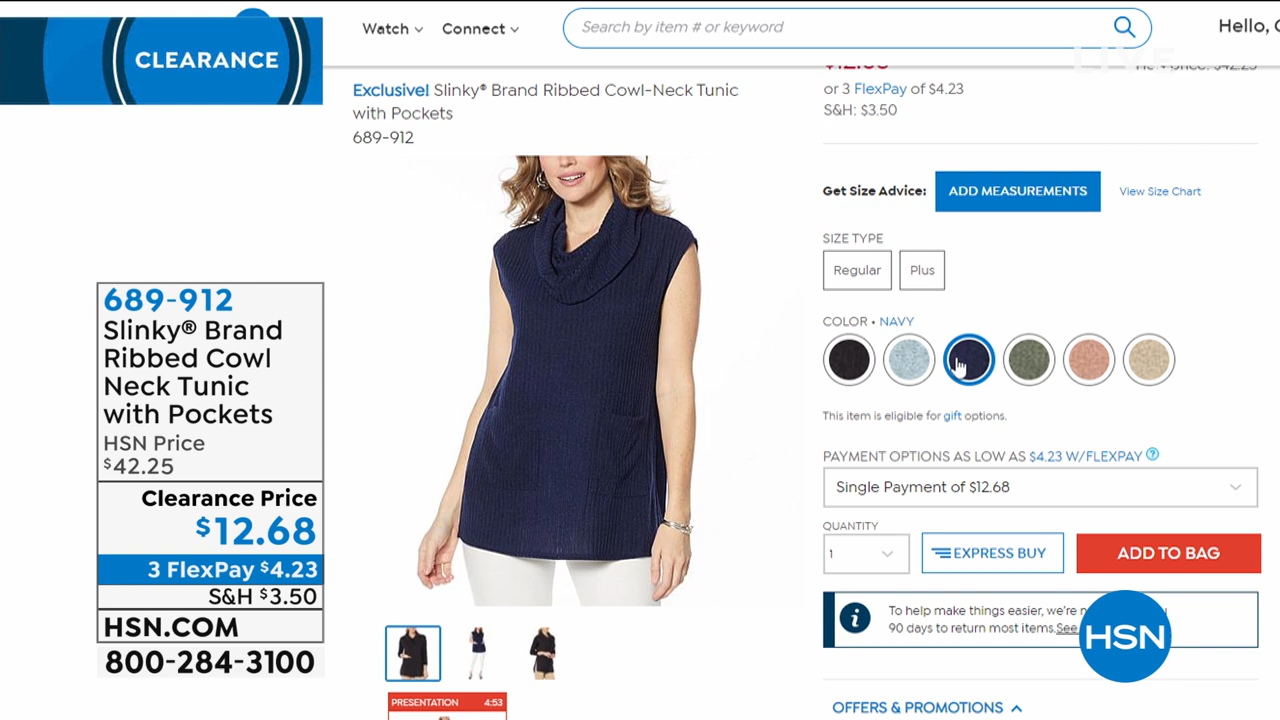 CLEARANCE
Watch
Connect
Search by item # or keyword
Hello,
LIVE
Exclusive! Slinky® Brand Ribbed Cowl-Neck Tunic
with Pockets
689-912
or 3 FlexPay of $4.23
S&H: $3.50
Get Size Advice:
ADD MEASUREMENTS
View Size Chart
SIZE TYPE
Regular
Plus
COLOR • NAVY
This item is eligible for gift options.
PAYMENT OPTIONS AS LOW AS $4.23 W/FLEXPAY ?
Single Payment of $12.68
QUANTITY
1
EXPRESS BUY
ADD TO BAG
i
To help make things easier, we're
90 days to return most items. See
HSN
OFFERS & PROMOTIONS
PRESENTATION 4:53
689-912
Slinky® Brand
Ribbed Cowl
Neck Tunic
with Pockets
HSN Price
$42.25
Clearance Price
$12.68
3 FlexPay $4.23
S&H $3.50
HSN.COM
800-284-3100